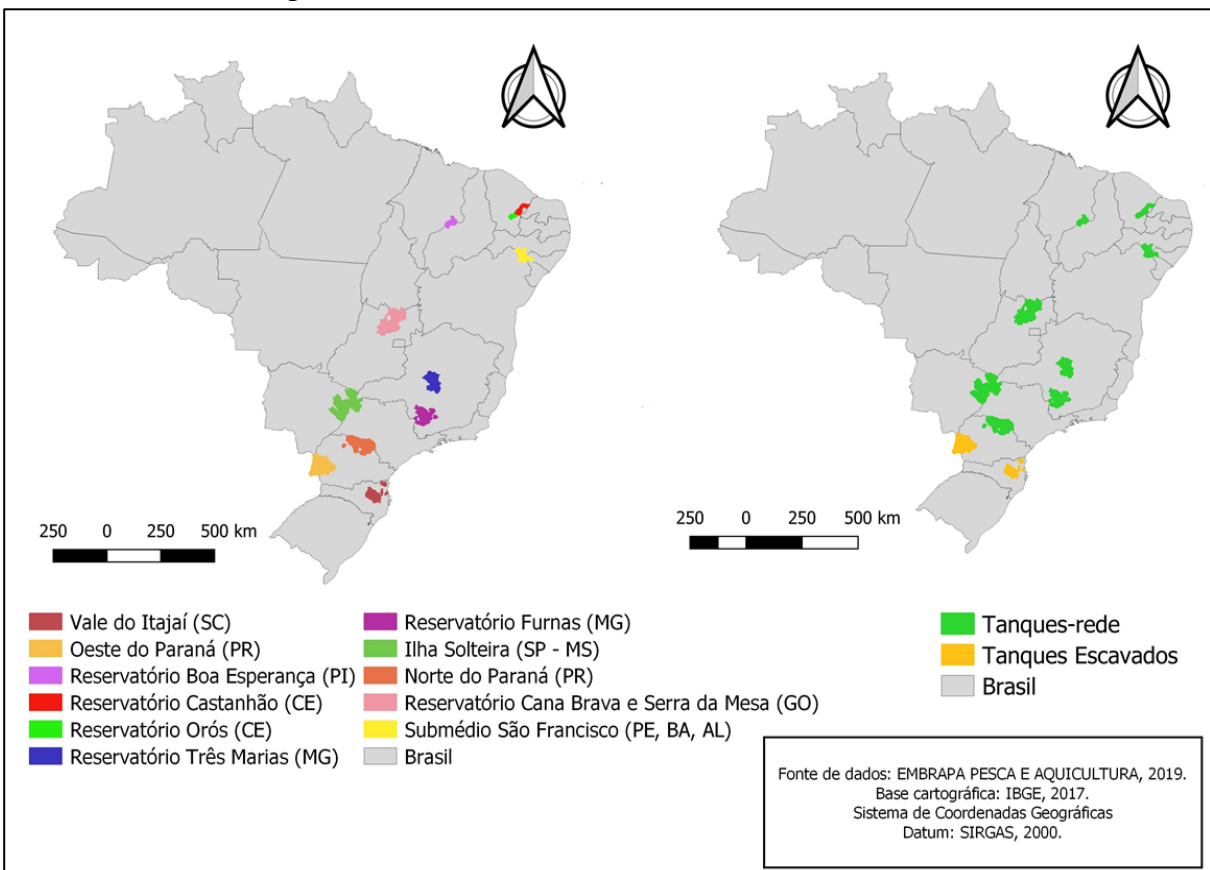 250 0 250 500 km
250 0 250 500 km
Vale do Itajaí (SC)
Oeste do Paraná (PR)
Reservatório Boa Esperança (PI)
Reservatório Castanhão (CE)
Reservatório Orós (CE)
Reservatório Três Marias (MG)
Reservatório Furnas (MG)
Ilha Solteira (SP - MS)
Norte do Paraná (PR)
Reservatório Cana Brava e Serra da Mesa (GO)
Submédio São Francisco (PE, BA, AL)
Brasil
Tanques-rede
Tanques Escavados
Brasil
Fonte de dados: EMBRAPA PESCA E AQUICULTURA, 2019.
Base cartográfica: IBGE, 2017.
Sistema de Coordenadas Geográficas
Datum: SIRGAS, 2000.